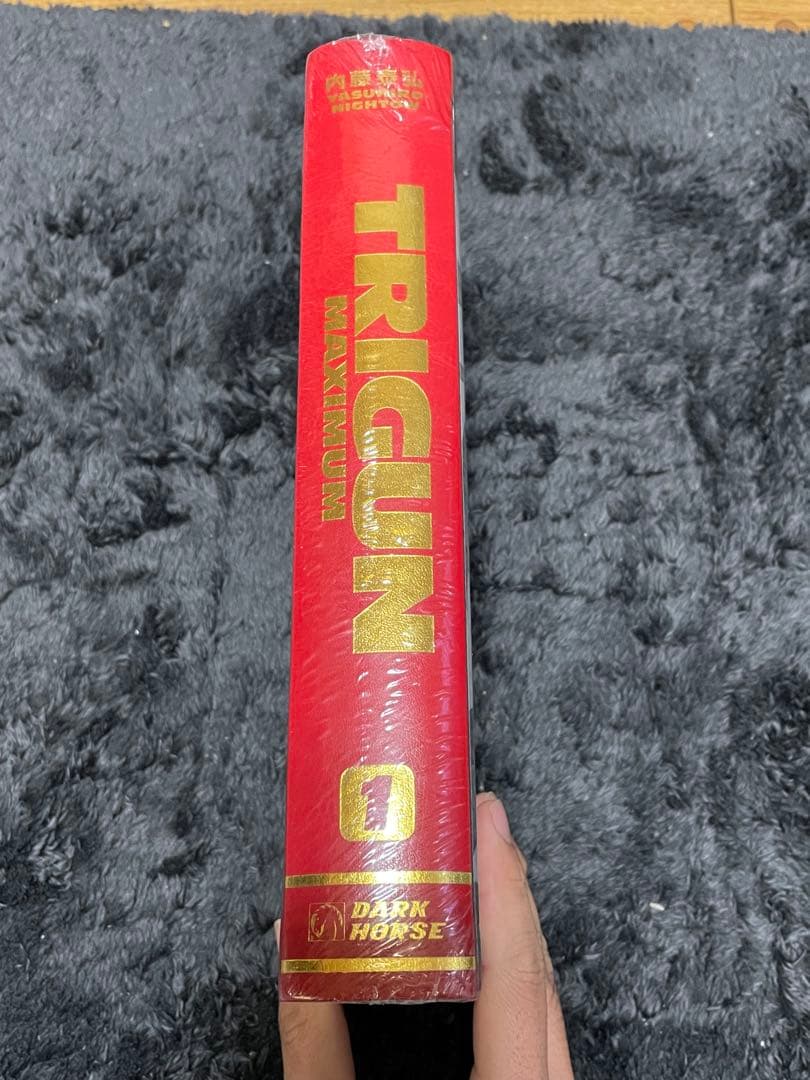 内藤泰弘
YASUHIRO
NIGHTOW
TRIGUN
MAXIMUM
1
DARK
HORSE